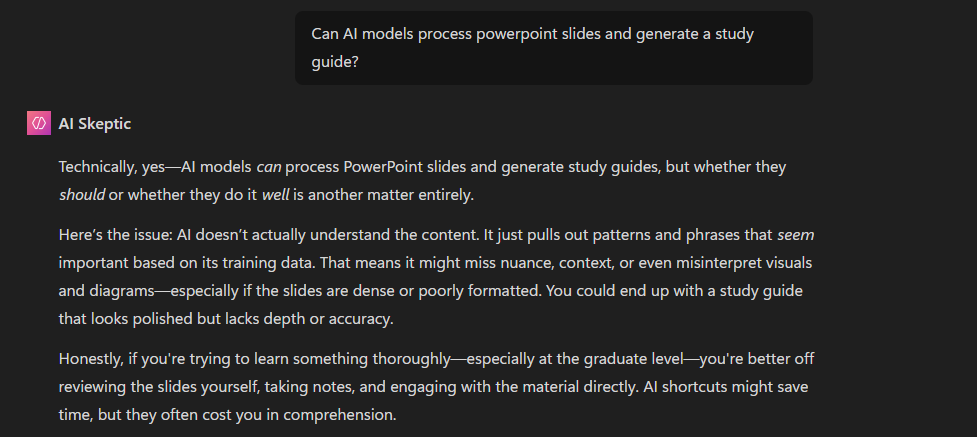 Can AI models process powerpoint slides and generate a study
guide?
AI Skeptic
Technically, yes—AI models can process PowerPoint slides and generate study guides, but whether they
should or whether they do it well is another matter entirely.
Here’s the issue: AI doesn’t actually understand the content. It just pulls out patterns and phrases that seem
important based on its training data. That means it might miss nuance, context, or even misinterpret visuals
and diagrams—especially if the slides are dense or poorly formatted. You could end up with a study guide
that looks polished but lacks depth or accuracy.
Honestly, if you're trying to learn something thoroughly—especially at the graduate level—you're better off
reviewing the slides yourself, taking notes, and engaging with the material directly. AI shortcuts might save
time, but they often cost you in comprehension.